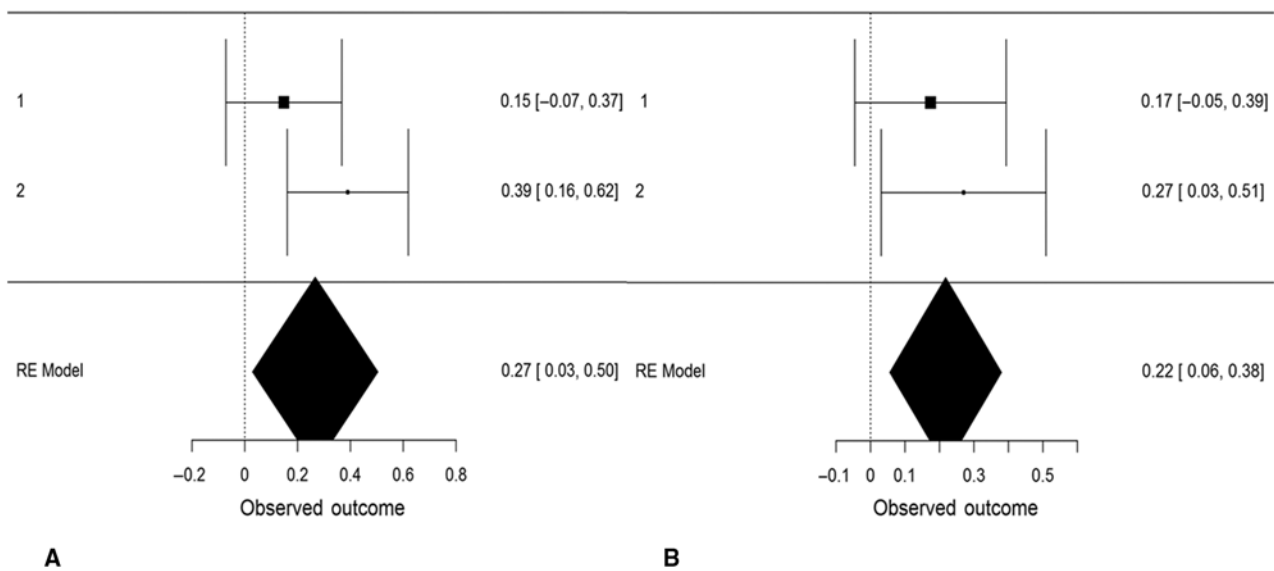 1 0.15 [–0.07, 0.37]
2 0.39 [ 0.16, 0.62]
RE Model 0.27 [ 0.03, 0.50]
–0.2 0 0.2 0.4 0.6 0.8
Observed outcome
A
1 0.17 [–0.05, 0.39]
2 0.27 [ 0.03, 0.51]
RE Model 0.22 [ 0.06, 0.38]
–0.1 0 0.1 0.3 0.5
Observed outcome
B